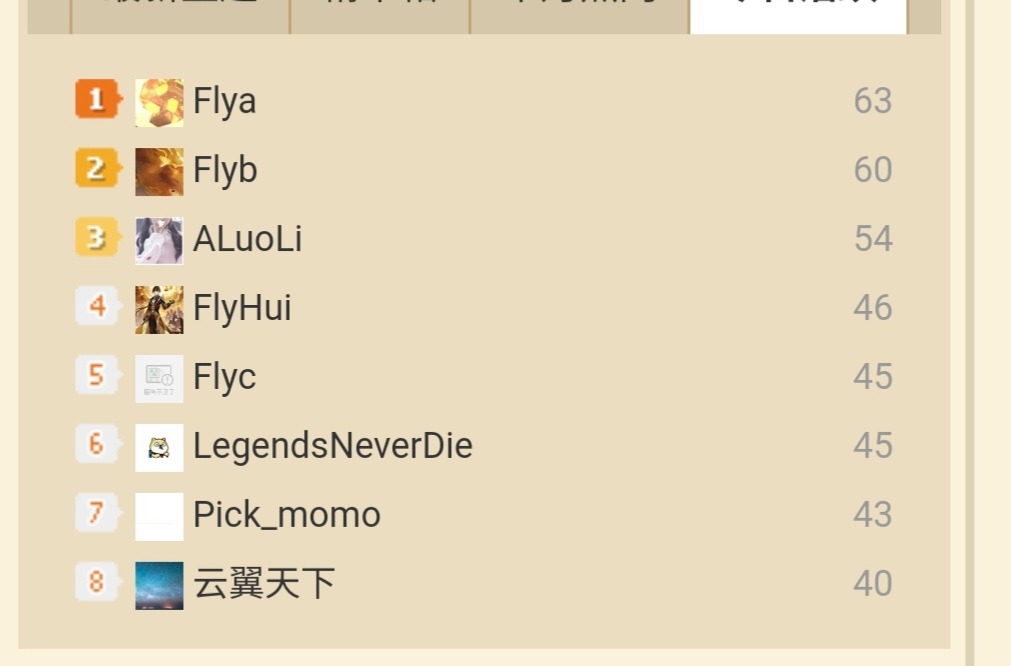 1 Flya 63
2 Flyb 60
3 ALuoLi 54
4 FlyHui 46
5 Flyc 45
6 LegendsNeverDie 45
7 Pick_momo 43
8 云翼天下 40